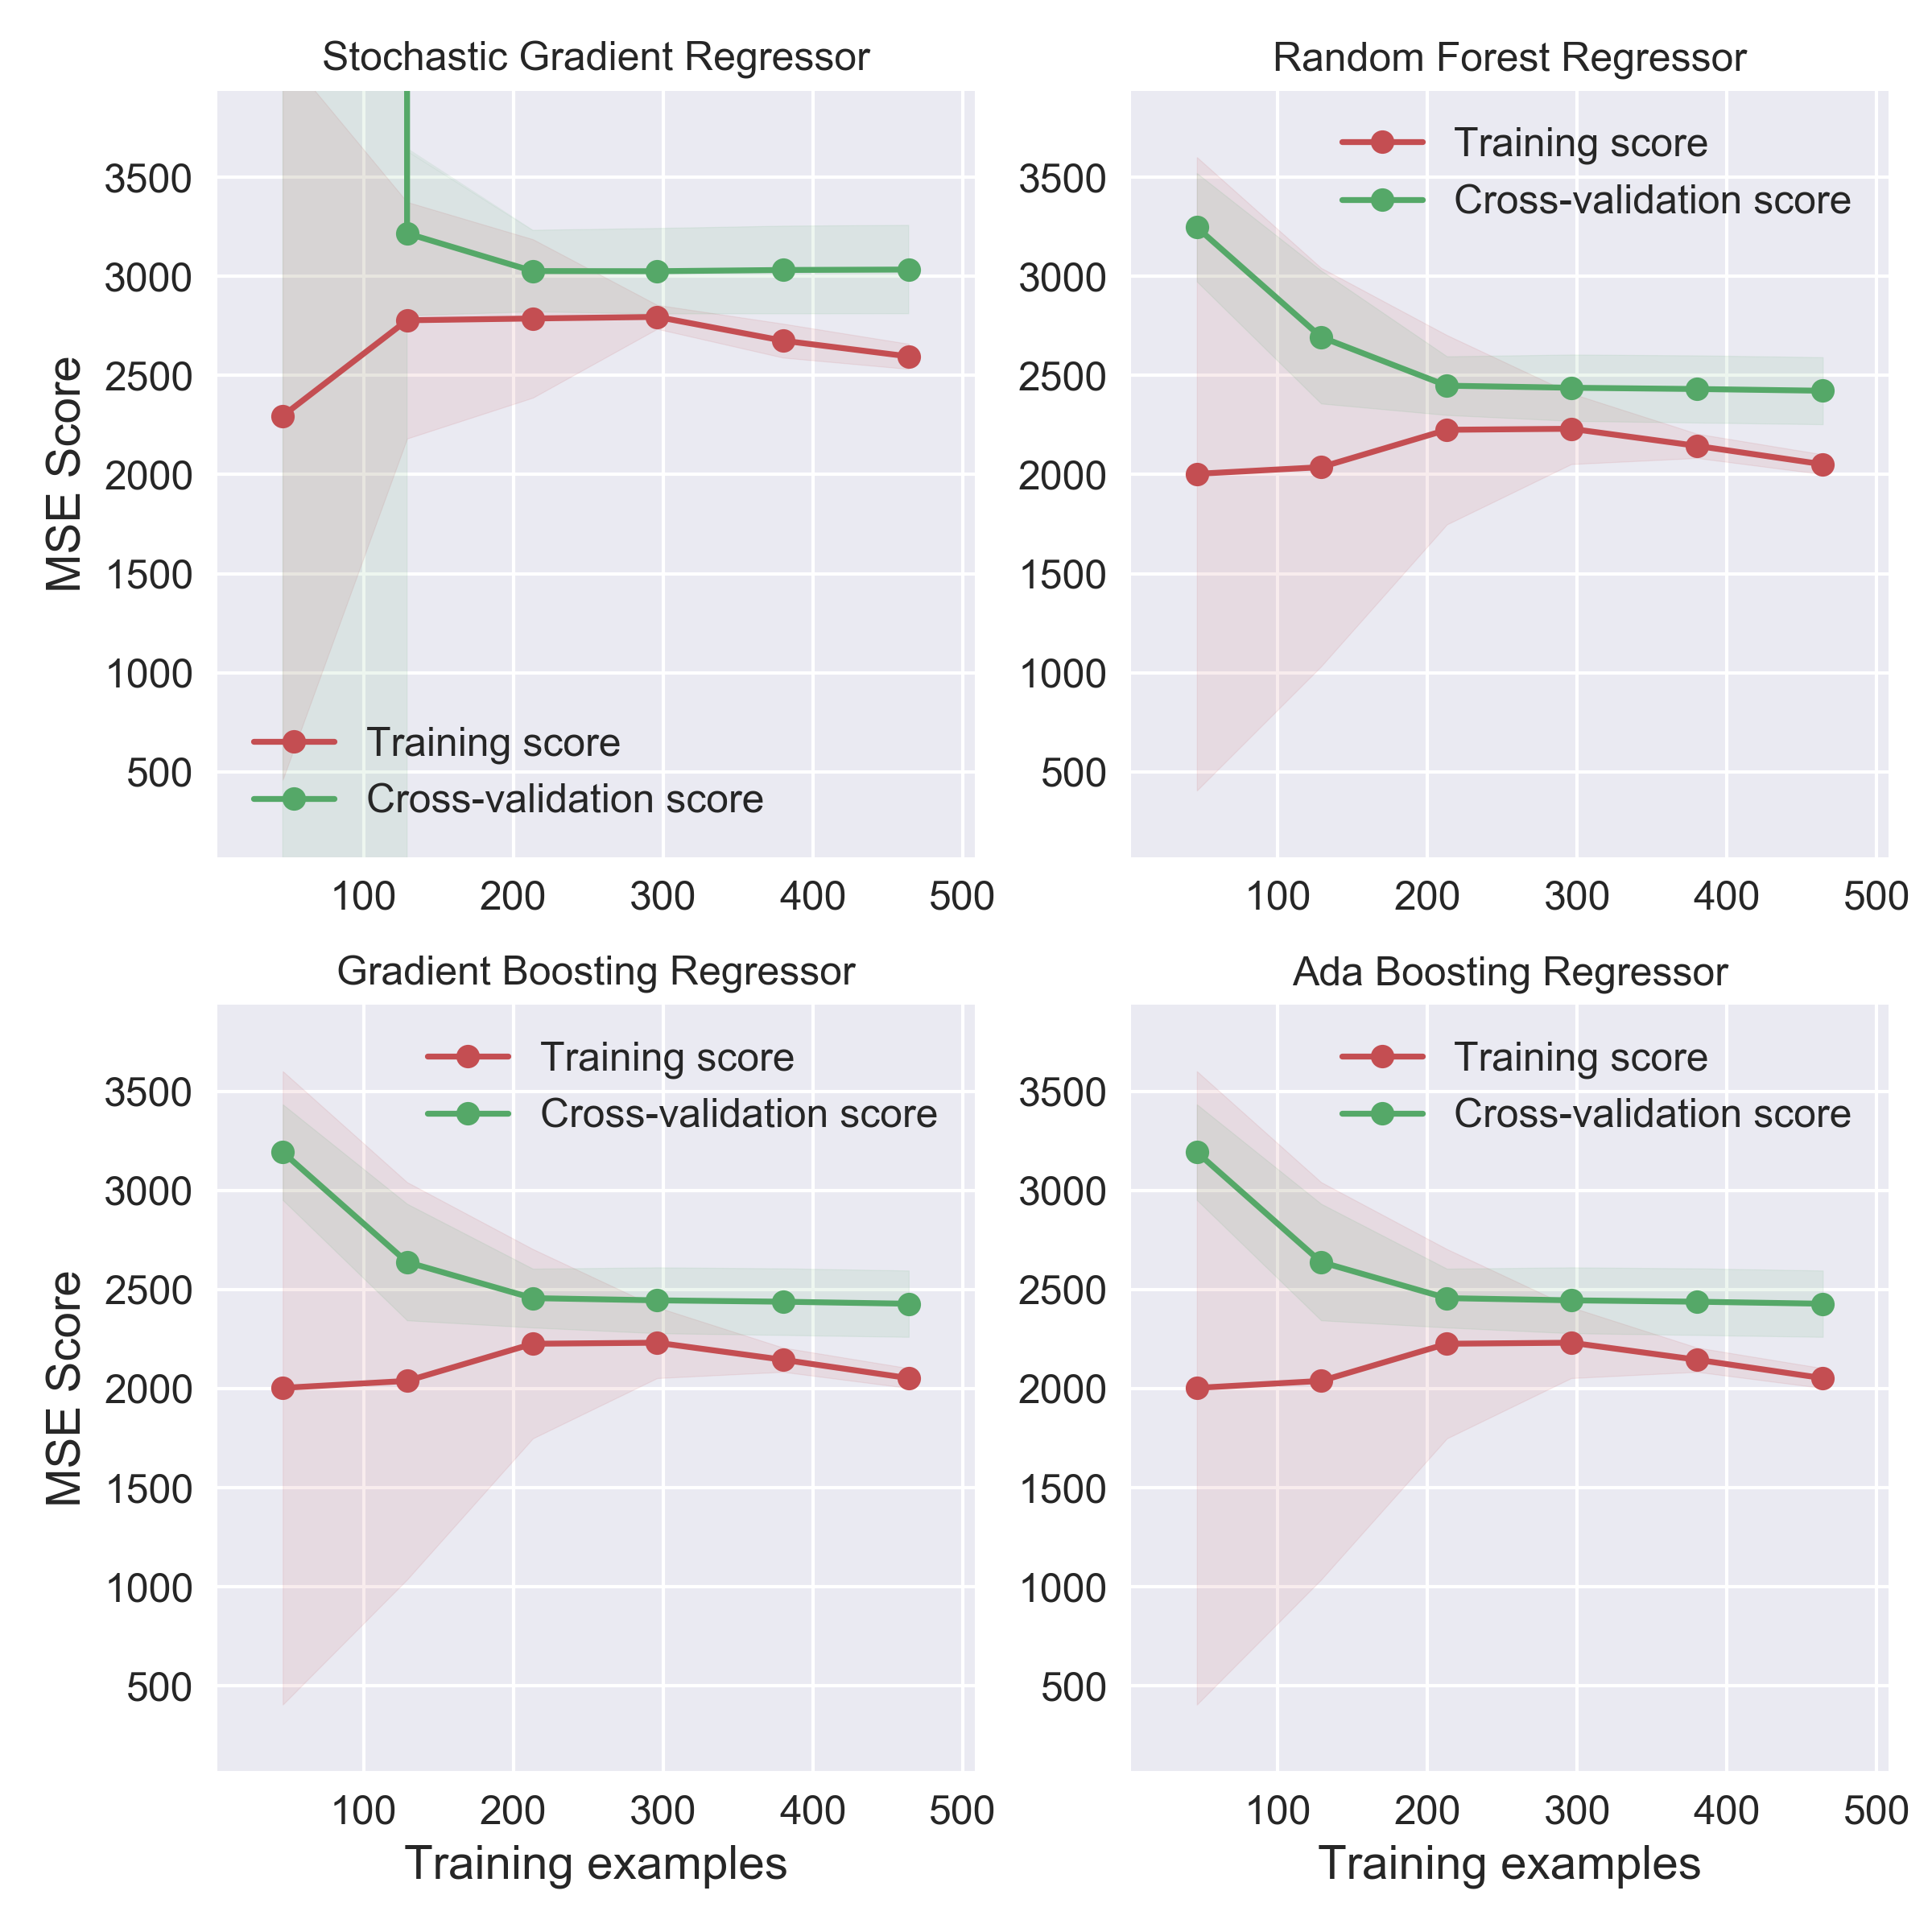 Stochastic Gradient Regressor
MSE Score
3500
3000
2500
2000
1500
1000
500
Training score
Cross-validation score
100 200 300 400 500
Random Forest Regressor
Training score
Cross-validation score
3500
3000
2500
2000
1500
1000
500
100 200 300 400 500
Gradient Boosting Regressor
MSE Score
Training score
Cross-validation score
3500
3000
2500
2000
1500
1000
500
100 200 300 400 500
Training examples
Ada Boosting Regressor
Training score
Cross-validation score
3500
3000
2500
2000
1500
1000
500
100 200 300 400 500
Training examples